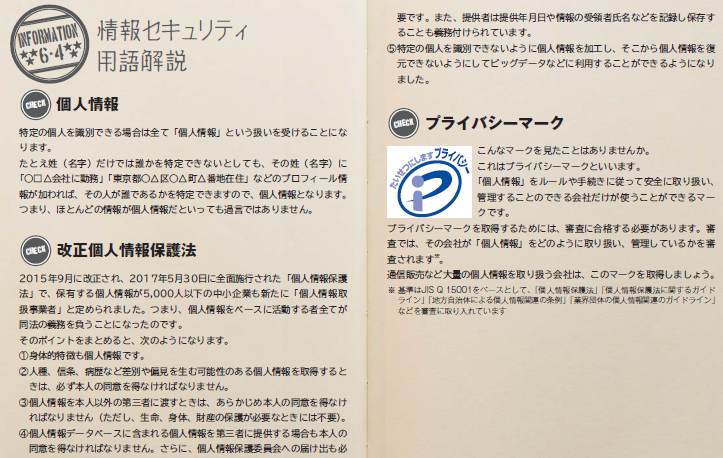 INFORMATION
6-4
情報セキュリティ
用語解説
CHECK 個人情報
特定の個人を識別できる場合は全て「個人情報」という扱いを受けることにな
ります。
たとえ姓（名字）だけでは誰かを特定できないとしても、その姓（名字）に
「○□△会社に勤務」「東京都○△区○△町△番地在住」などのプロフィール情
報が加われば、その人が誰であるかを特定できますので、個人情報となります。
つまり、ほとんどの情報が個人情報だといっても過言ではありません。
CHECK 改正個人情報保護法
2015年9月に改正され、2017年5月30日に全面施行された「個人情報保護
法」で、保有する個人情報が5,000人以下の中小企業も新たに「個人情報取
扱事業者」と定められました。つまり、個人情報をベースに活動する者全てが
同法の義務を負うことになったのです。
そのポイントをまとめると、次のようになります。
①身体的特徴も個人情報です。
②人種、信条、病歴など差別や偏見を生む可能性のある個人情報を取得すると
きは、必ず本人の同意を得なければなりません。
③個人情報を本人以外の第三者に渡すときは、あらかじめ本人の同意を得なけ
ればなりません（ただし、生命、身体、財産の保護が必要なときには不要）。
④個人情報データベースに含まれる個人情報を第三者に提供する場合も本人の
同意を得なければなりません。さらに、個人情報保護委員会への届け出も必
要です。また、提供者は提供年月日や情報の受領者氏名などを記録し保存す
ることも義務付けられています。
⑤特定の個人を識別できないように個人情報を加工し、そこから個人情報を復
元できないようにしてビッグデータなどに利用することができるようになり
ました。
CHECK プライバシーマーク
たいせつにします プライバシー
こんなマークを見たことはありませんか。
これはプライバシーマークといいます。
「個人情報」をルールや手続きに従って安全に取り扱い、
管理することのできる会社だけが使うことができるマー
クです。
プライバシーマークを取得するためには、審査に合格する必要があります。審
査では、その会社が「個人情報」をどのように取り扱い、管理しているかを審
査されます※。
通信販売など大量の個人情報を取り扱う会社は、このマークを取得しましょう。
※ 基準はJIS Q 15001をベースとして、「個人情報保護法」「個人情報保護法に関するガイド
ライン」「地方自治体による個人情報関連の条例」「業界団体の個人情報関連のガイドライン」
などを審査に取り入れています